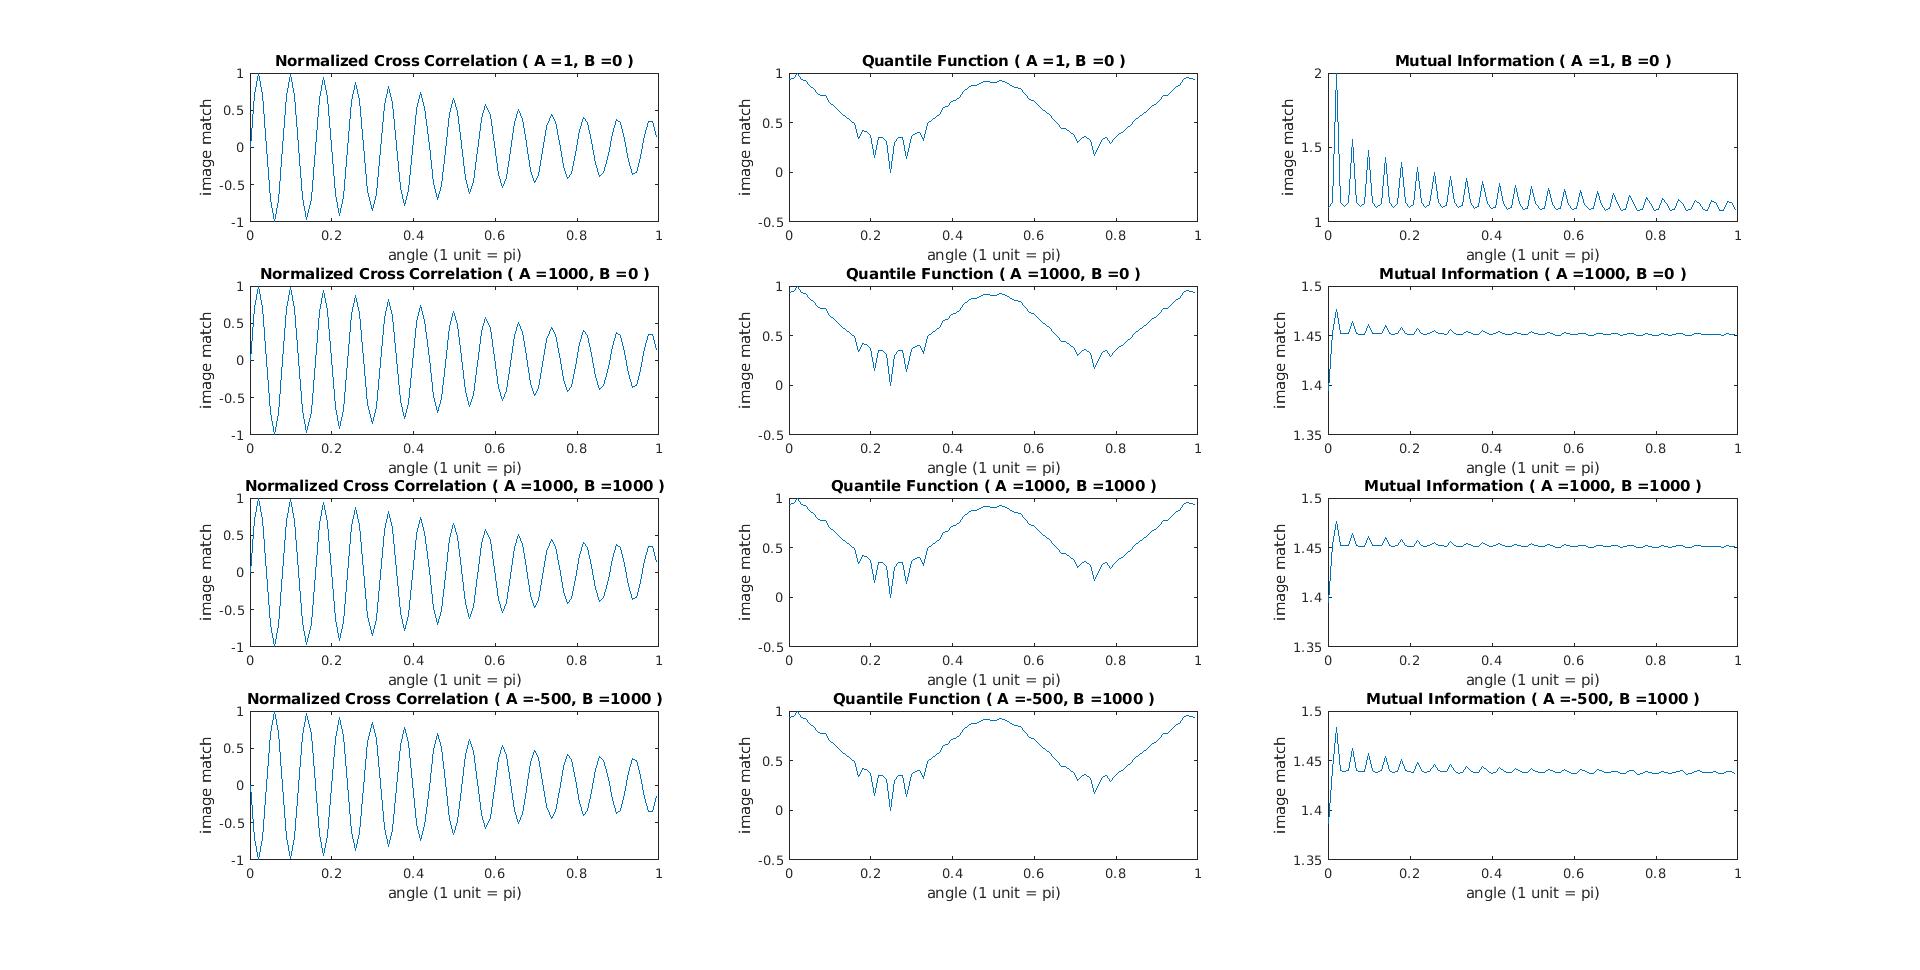 Normalized Cross Correlation ( A =1, B =0 )
1
0.5
0
-0.5
-1
image match
0 0.2 0.4 0.6 0.8 1
angle (1 unit = pi)
Quantile Function ( A =1, B =0 )
1
0.5
0
-0.5
image match
0 0.2 0.4 0.6 0.8 1
angle (1 unit = pi)
Mutual Information ( A =1, B =0 )
2
1.5
1
image match
0 0.2 0.4 0.6 0.8 1
angle (1 unit = pi)
Normalized Cross Correlation ( A =1000, B =0 )
1
0.5
0
-0.5
-1
image match
0 0.2 0.4 0.6 0.8 1
angle (1 unit = pi)
Quantile Function ( A =1000, B =0 )
1
0.5
0
-0.5
image match
0 0.2 0.4 0.6 0.8 1
angle (1 unit = pi)
Mutual Information ( A =1000, B =0 )
1.5
1.45
1.4
1.35
image match
0 0.2 0.4 0.6 0.8 1
angle (1 unit = pi)
Normalized Cross Correlation ( A =1000, B =1000 )
1
0.5
0
-0.5
-1
image match
0 0.2 0.4 0.6 0.8 1
angle (1 unit = pi)
Quantile Function ( A =1000, B =1000 )
1
0.5
0
-0.5
image match
0 0.2 0.4 0.6 0.8 1
angle (1 unit = pi)
Mutual Information ( A =1000, B =1000 )
1.5
1.45
1.4
1.35
image match
0 0.2 0.4 0.6 0.8 1
angle (1 unit = pi)
Normalized Cross Correlation ( A =-500, B =1000 )
1
0.5
0
-0.5
-1
image match
0 0.2 0.4 0.6 0.8 1
angle (1 unit = pi)
Quantile Function ( A =-500, B =1000 )
1
0.5
0
-0.5
image match
0 0.2 0.4 0.6 0.8 1
angle (1 unit = pi)
Mutual Information ( A =-500, B =1000 )
1.5
1.45
1.4
1.35
image match
0 0.2 0.4 0.6 0.8 1
angle (1 unit = pi)